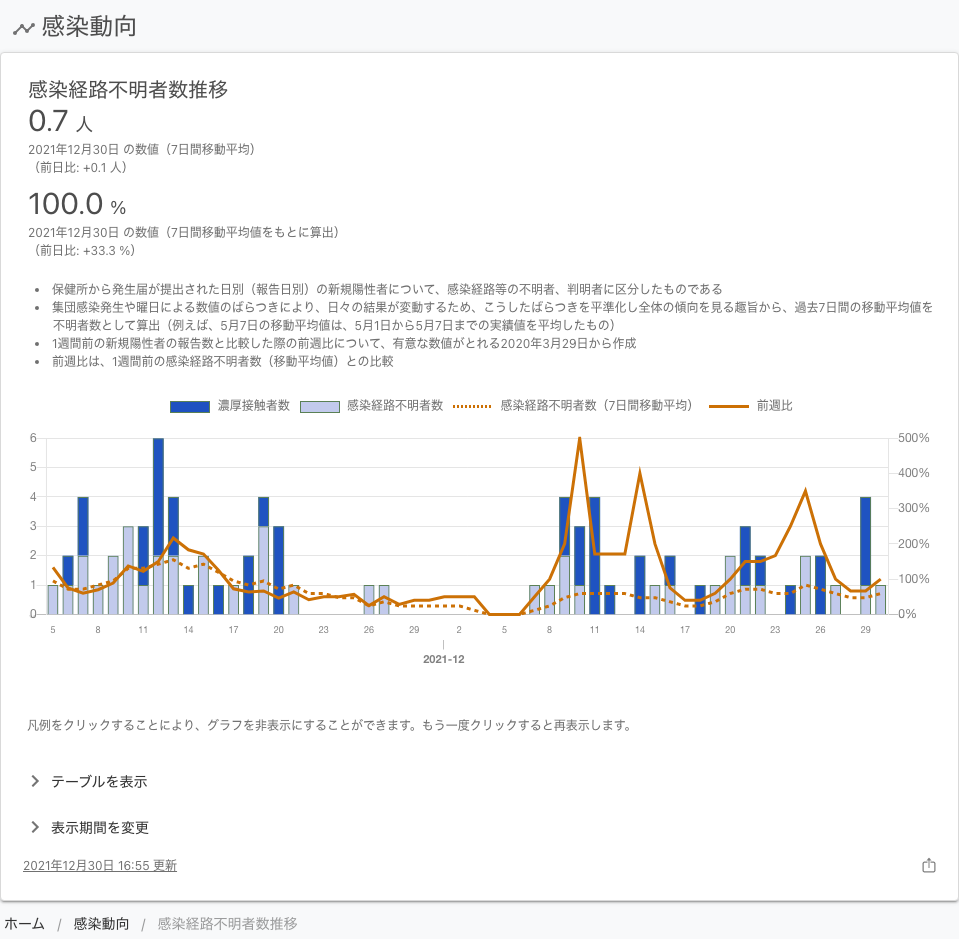 感染動向
感染経路不明者数推移
0.7 人
2021年12月30日 の数値（7日間移動平均）
（前日比: +0.1 人）
100.0 %
2021年12月30日 の数値（7日間移動平均値をもとに算出）
（前日比: +33.3 %）
• 保健所から発生届が提出された日別（報告日別）の新規陽性者について、感染経路等の不明者、判明者に区分したものである
• 集団感染発生や曜日による数値のばらつきにより、日々の結果が変動するため、こうしたばらつきを平準化し全体の傾向を見る趣旨から、過去7日間の移動平均値を
不明者数として算出（例えば、5月7日の移動平均値は、5月1日から5月7日までの実績値を平均したもの）
• 1週間前の新規陽性者の報告数と比較した際の前週比について、有意な数値がとれる2020年3月29日から作成
• 前週比は、1週間前の感染経路不明者数（移動平均値）との比較
濃厚接触者数 感染経路不明者数 感染経路不明者数（7日間移動平均） 前週比
6 500%
5 400%
4 300%
3 200%
2 100%
1 0%
0
5 8 11 14 17 20 23 26 29 2 5 8 11 14 17 20 23 26 29
2021-12
凡例をクリックすることにより、グラフを非表示にすることができます。もう一度クリックすると再表示します。
テーブルを表示
表示期間を変更
2021年12月30日 16:55 更新
ホーム / 感染動向 / 感染経路不明者数推移